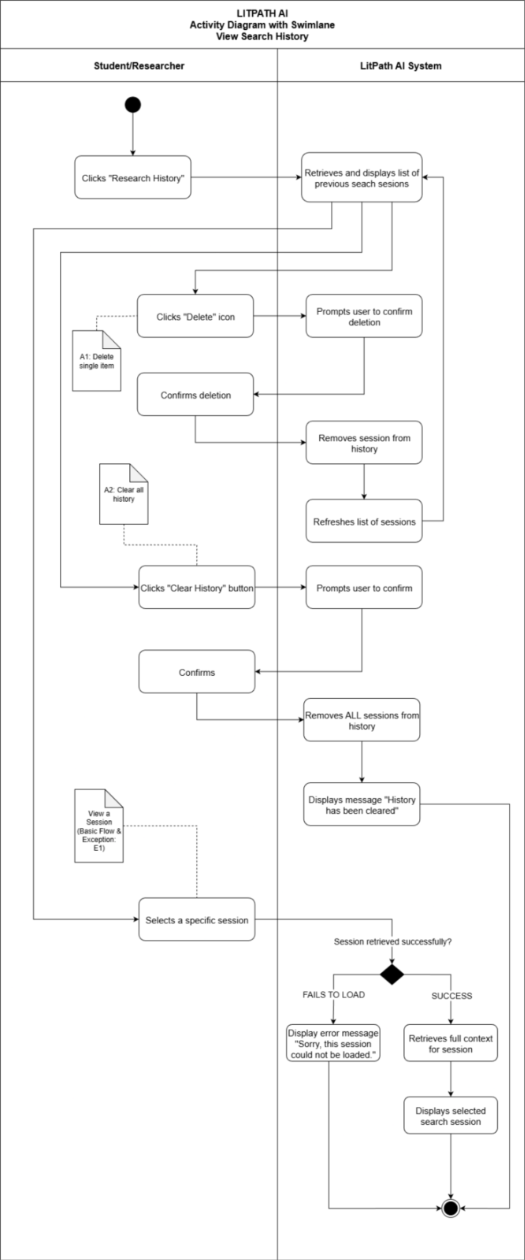 LITPATH AI
Activity Diagram with Swimlane
View Search History
Student/Researcher
LitPath AI System
Clicks "Research History"
Retrieves and displays list of
previous seach sesions
Clicks "Delete" icon
Prompts user to confirm
deletion
A1: Delete
single item
Confirms deletion
Removes session from
history
A2: Clear all
history
Refreshes list of sessions
Clicks "Clear History" button
Prompts user to confirm
Confirms
Removes ALL sessions from
history
Displays message "History
has been cleared"
View a
Session
(Basic Flow &
Exception:
E1)
Selects a specific session
Session retrieved successfully?
FAILS TO LOAD
SUCCESS
Display error message
"Sorry, this session
could not be loaded."
Retrieves full context
for session
Displays selected
search session